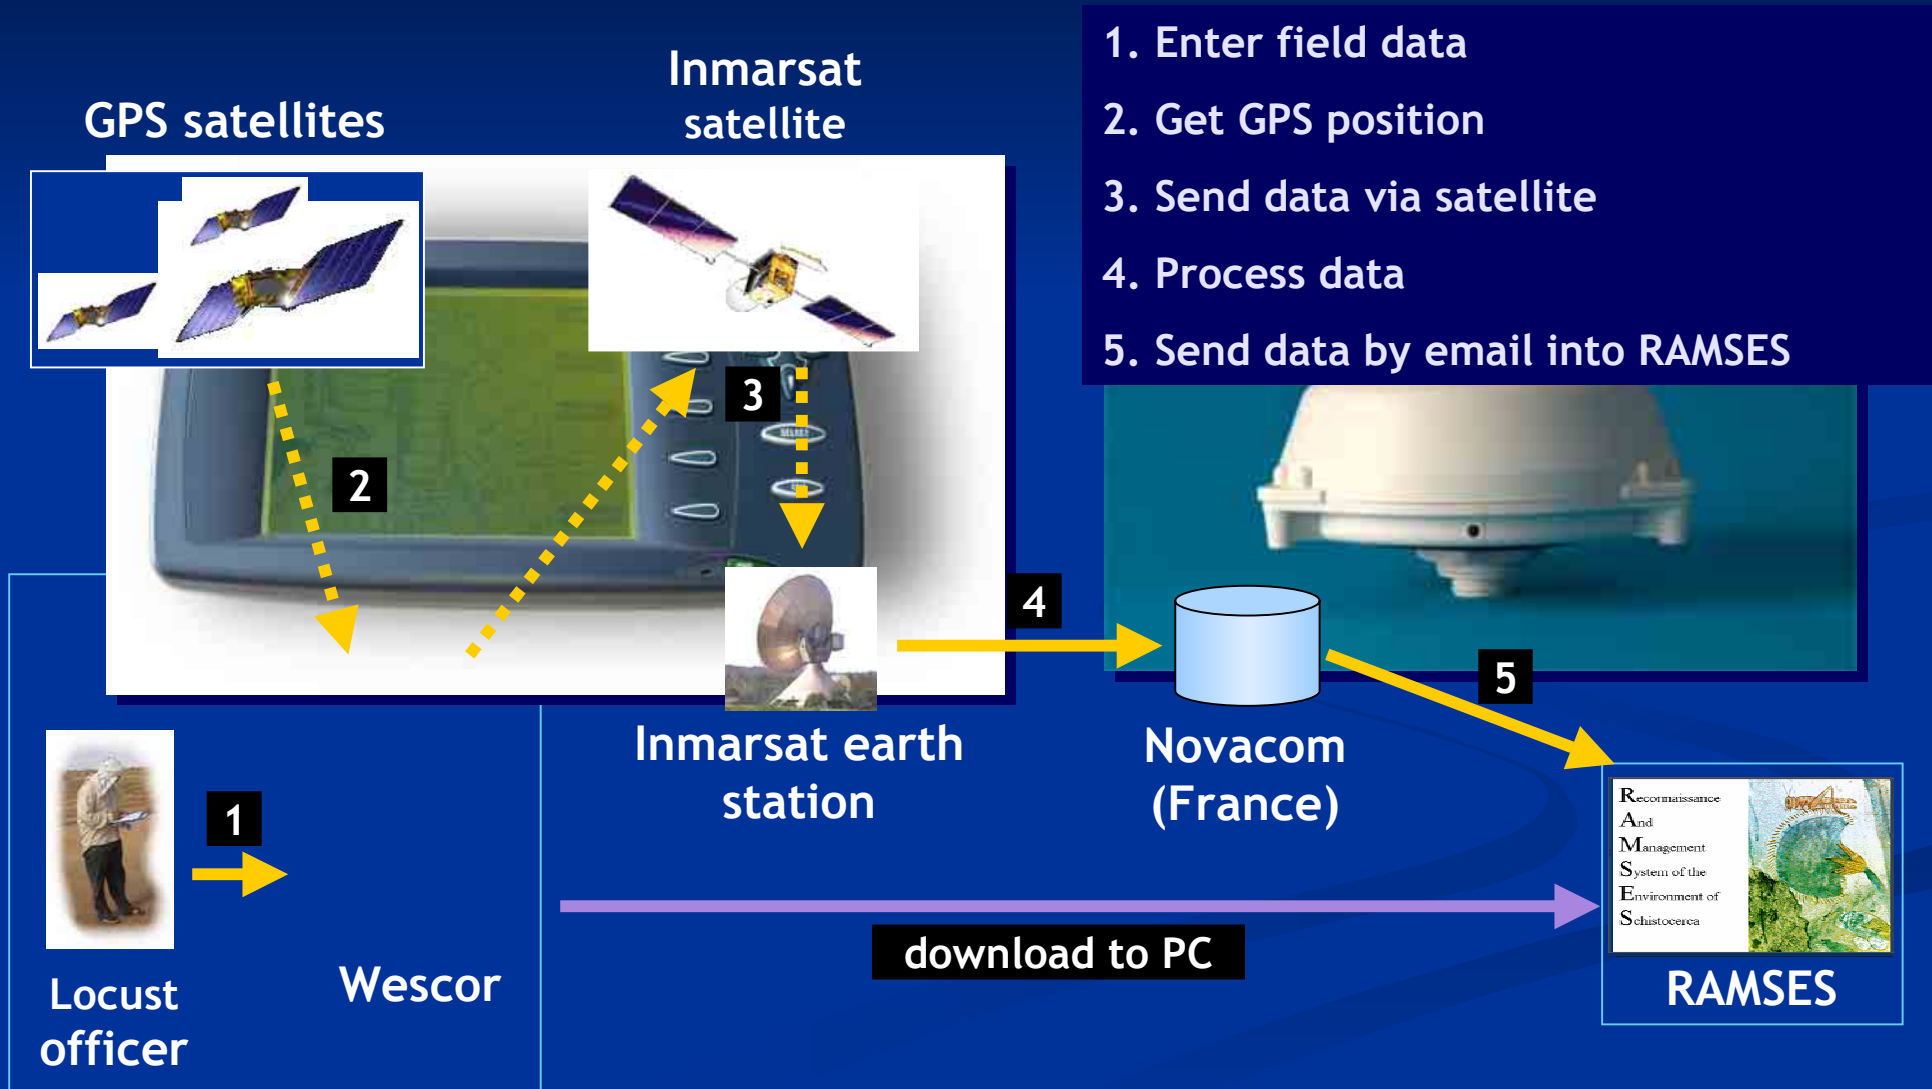 GPS satellites
Inmarsat
satellite
1. Enter field data
2. Get GPS position
3. Send data via satellite
4. Process data
5. Send data by email into RAMSES
2
3
4
5
1
Inmarsat earth
station
Novacom
(France)
Reconnaissance
And
Management
System of the
Environment of
Schistocerca
download to PC
Wescor
Locust
officer
RAMSES